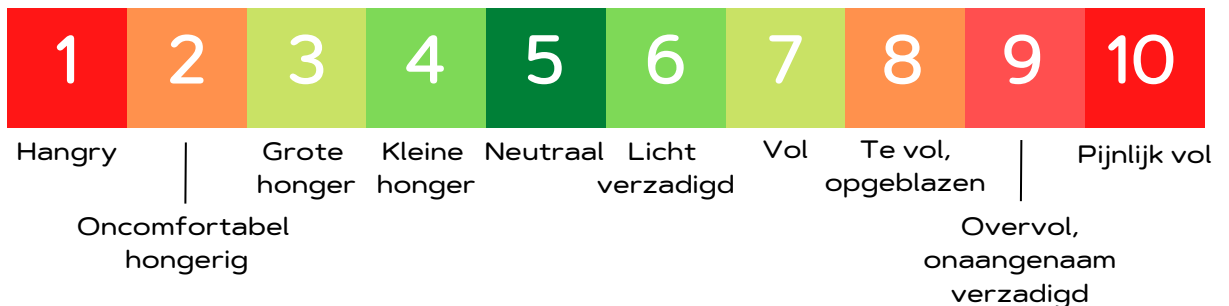 1 2 3 4 5 6 7 8 9 10
Hangry
Oncomfortabel
hongerig
Grote
honger
Kleine
honger
Neutraal
Licht
verzadigd
Vol
Te vol,
opgeblazen
Overvol,
onaangenaam
verzadigd
Pijnlijk vol